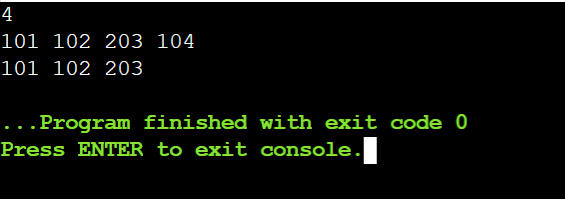 4
101 102 203 104
101 102 203
...Program finished with exit code 0
Press ENTER to exit console.